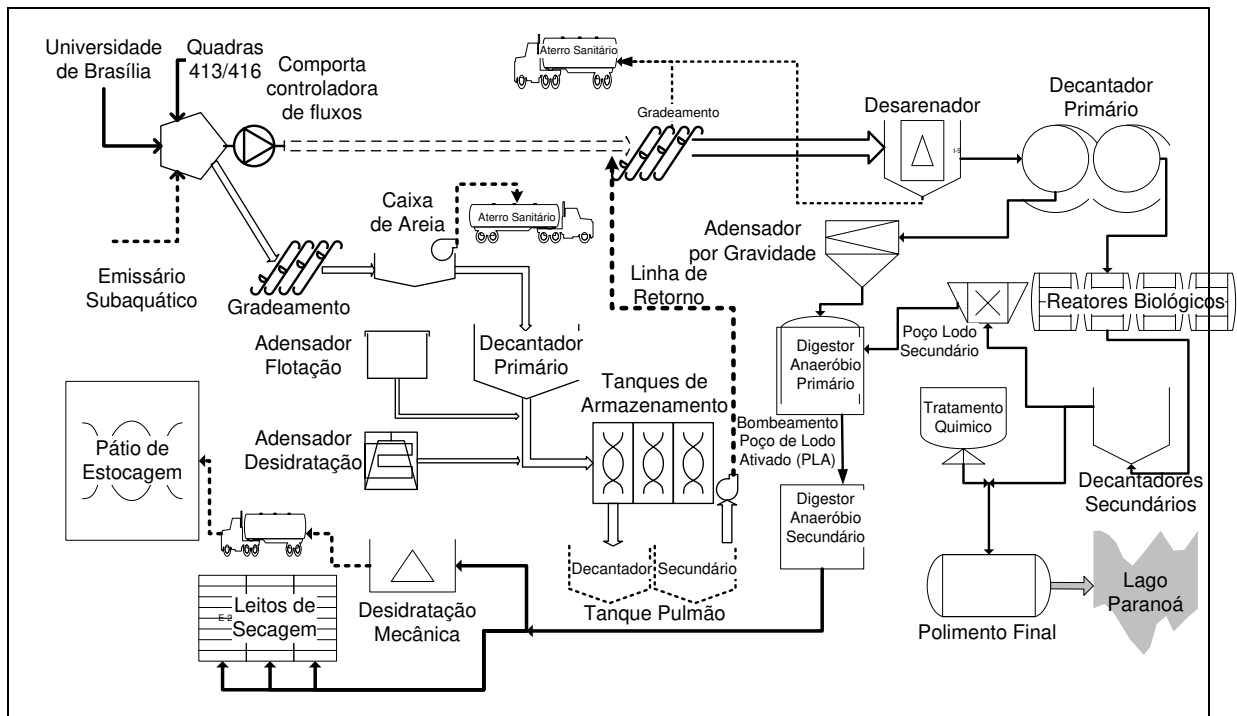 Universidade
de Brasília
Quadras
413/416
Comporta
controladora
de fluxos
Aterro Sanitário
Gradeamento
Desarenador
Decantador
Primário
Caixa
de Areia
Aterro Sanitário
Adensador
por Gravidade
Emissário
Subaquático
Gradeamento
Linha de
Retorno
Reatores Biológicos
Poço Lodo
Secundário
Adensador
Flotação
Decantador
Primário
Digestor
Anaeróbio
Primário
Tanques de
Armazenamento
Tratamento
Quimico
Pátio de
Estocagem
Adensador
Desidratação
Bombeamento
Poço de Lodo
Ativado (PLA)
Decantadores
Secundários
Digestor
Anaeróbio
Secundário
Decantador
Secundário
Tanque Pulmão
Leitos de
Secagem
E-2
Desidratação
Mecânica
Polimento Final
Lago
Paranoá